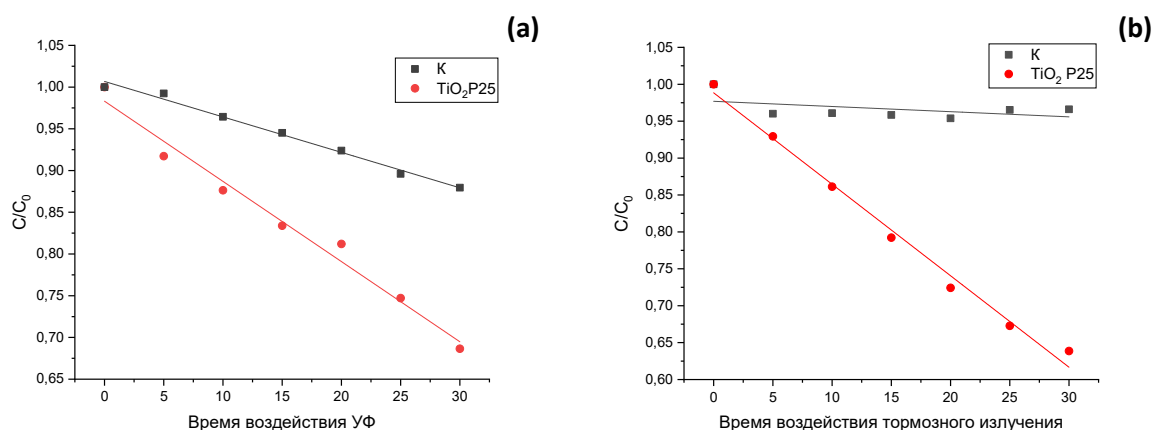 (a)
1,05
1,00
0,95
0,90
0,85
0,80
0,75
0,70
0,65
C/C₀
K
TiO₂P25
0 5 10 15 20 25 30
Время воздействия УФ
(b)
1,05
1,00
0,95
0,90
0,85
0,80
0,75
0,70
0,65
0,60
C/C₀
K
TiO₂ P25
0 5 10 15 20 25 30
Время воздействия тормозного излучения